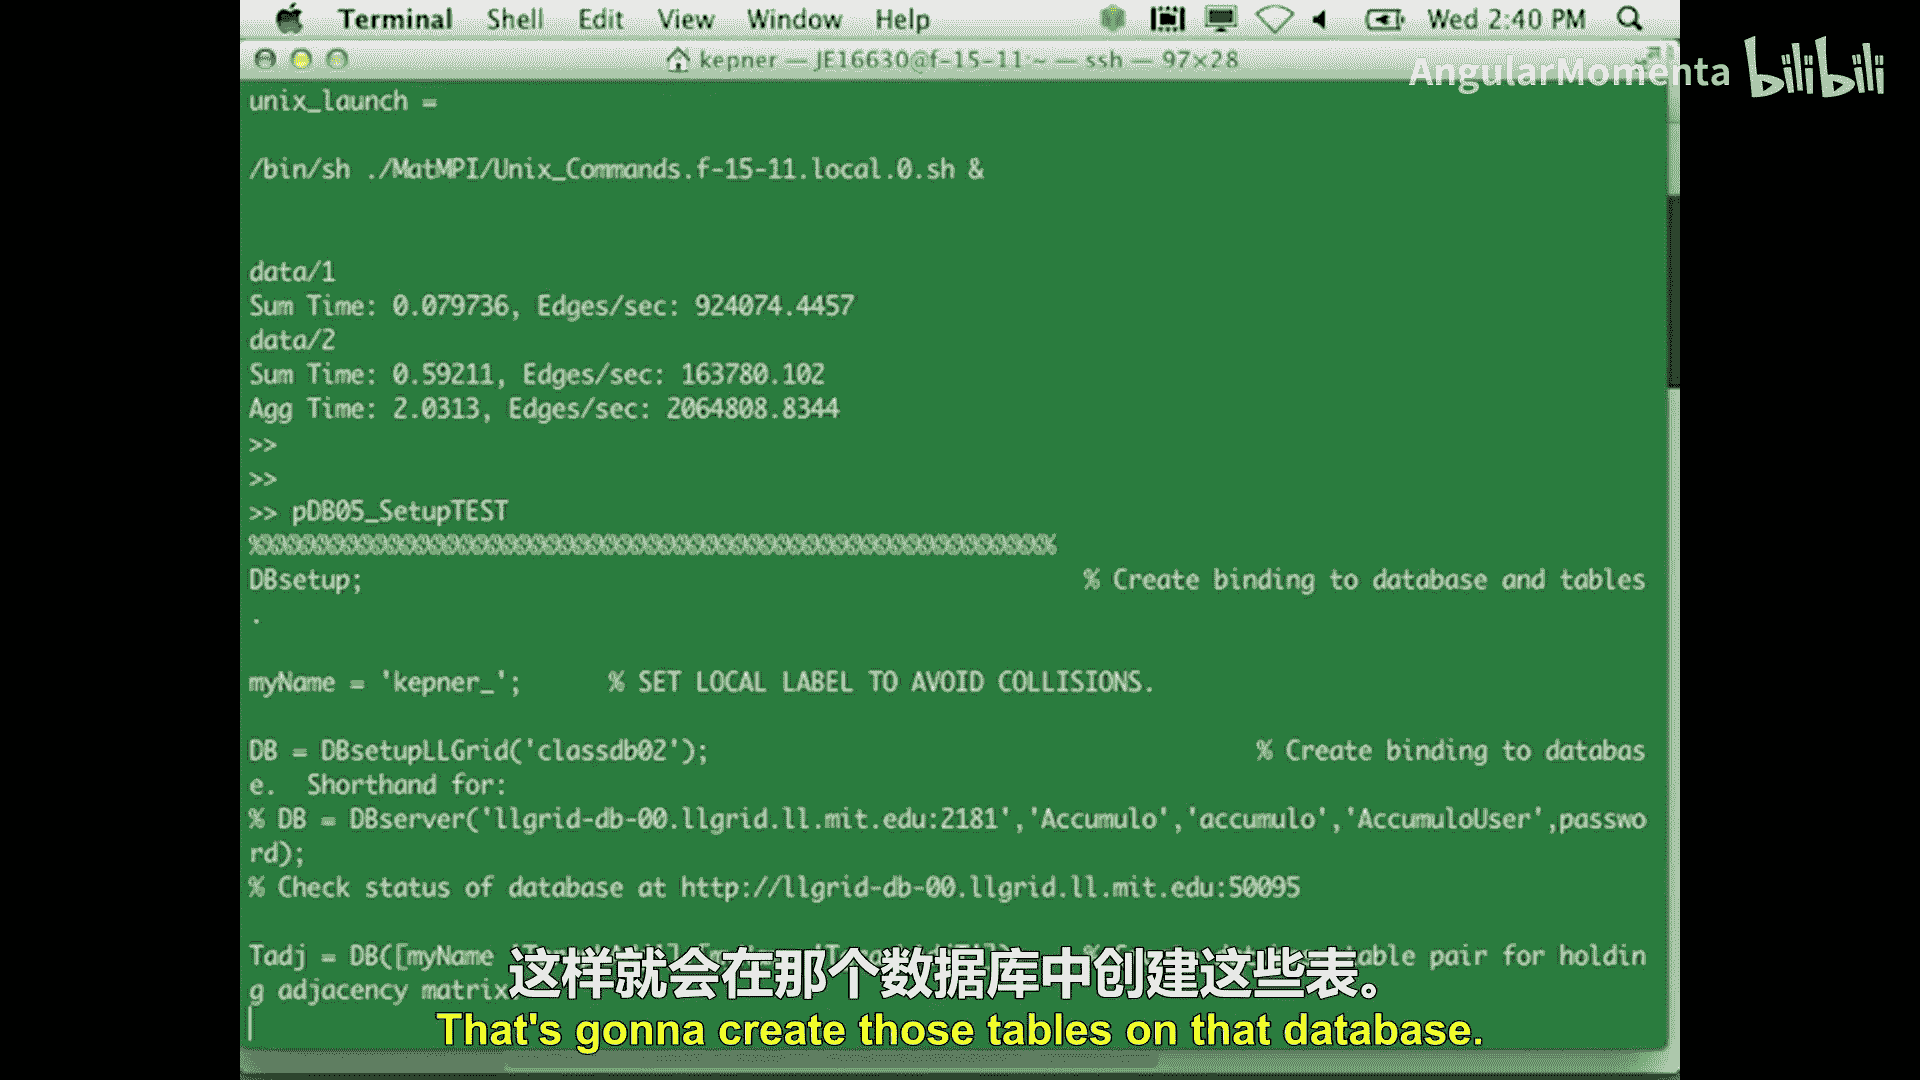 Terminal Shell Edit View Window Help Wed 2:40 PM
kepner — JE16630@f-15-11:~ — ssh — 97×28
AngularMomenta bilibili
unix_launch =
/bin/sh ./MatMPI/Unix_Commands.f-15-11.local.0.sh &
data/1
Sum Time: 0.079736, Edges/sec: 924074.4457
data/2
Sum Time: 0.59211, Edges/sec: 163780.102
Agg Time: 2.0313, Edges/sec: 2064808.8344
>>
>>
>> pDB05_SetupTEST
DBsetup; % Create binding to database and tables
.
myName = 'kepner_'; % SET LOCAL LABEL TO AVOID COLLISIONS.
DB = DBsetupLLGrid('classdb02'); % Create binding to databas
e. Shorthand for:
% DB = DBserver('llgrid-db-00.llgrid.ll.mit.edu:2181','Accumulo','accumulo','AccumuloUser',passwo
rd);
% Check status of database at http://llgrid-db-00.llgrid.ll.mit.edu:50095
Tadj = DB([myName table pair for holdin
g adjacency matrix
这样就会在那个数据库中创建这些表。
That's gonna create those tables on that database.